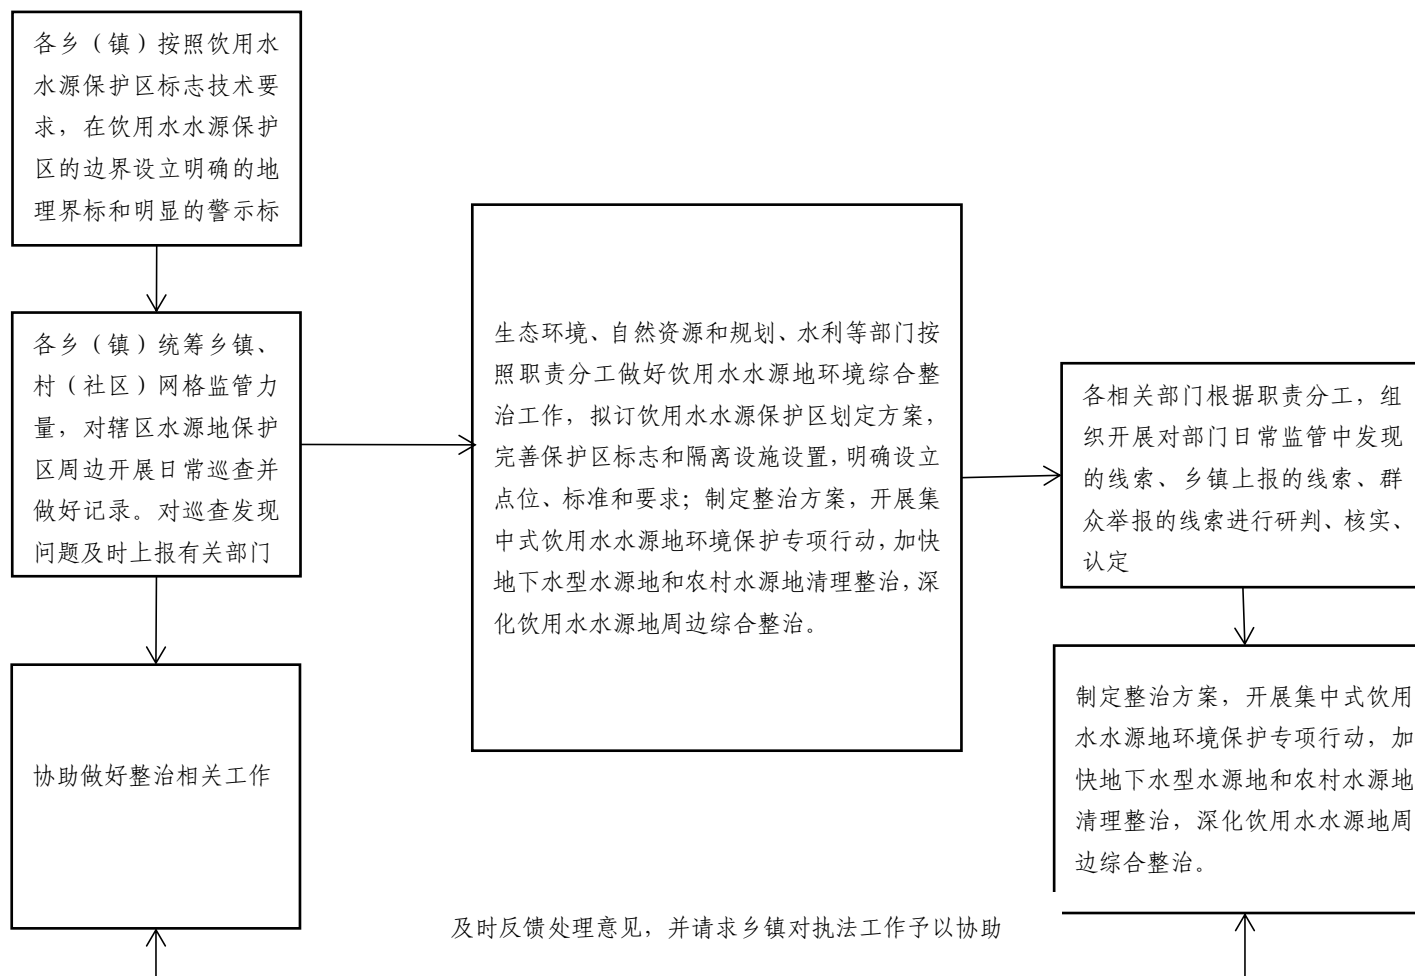 各乡（镇）按照饮用水
水源保护区标志技术要
求，在饮用水水源保护
区的边界设立明确的地
理界标和明显的警示标
各乡（镇）统筹乡镇、
村（社区）网格监管力
量，对辖区水源地保护
区周边开展日常巡查并
做好记录。对巡查发现
问题及时上报有关部门
协助做好整治相关工作
生态环境、自然资源和规划、水利等部门按
照职责分工做好饮用水水源地环境综合整
治工作，拟订饮用水水源保护区划定方案，
完善保护区标志和隔离设施设置，明确设立
点位、标准和要求；制定整治方案，开展集
中式饮用水水源地环境保护专项行动，加快
地下水型水源地和农村水源地清理整治，深
化饮用水水源地周边综合整治。
各相关部门根据职责分工，组
织开展对部门日常监管中发现
的线索、乡镇上报的线索、群
众举报的线索进行研判、核实、
认定
制定整治方案，开展集中式饮用
水水源地环境保护专项行动，加
快地下水型水源地和农村水源地
清理整治，深化饮用水水源地周
边综合整治。
及时反馈处理意见，并请求乡镇对执法工作予以协助